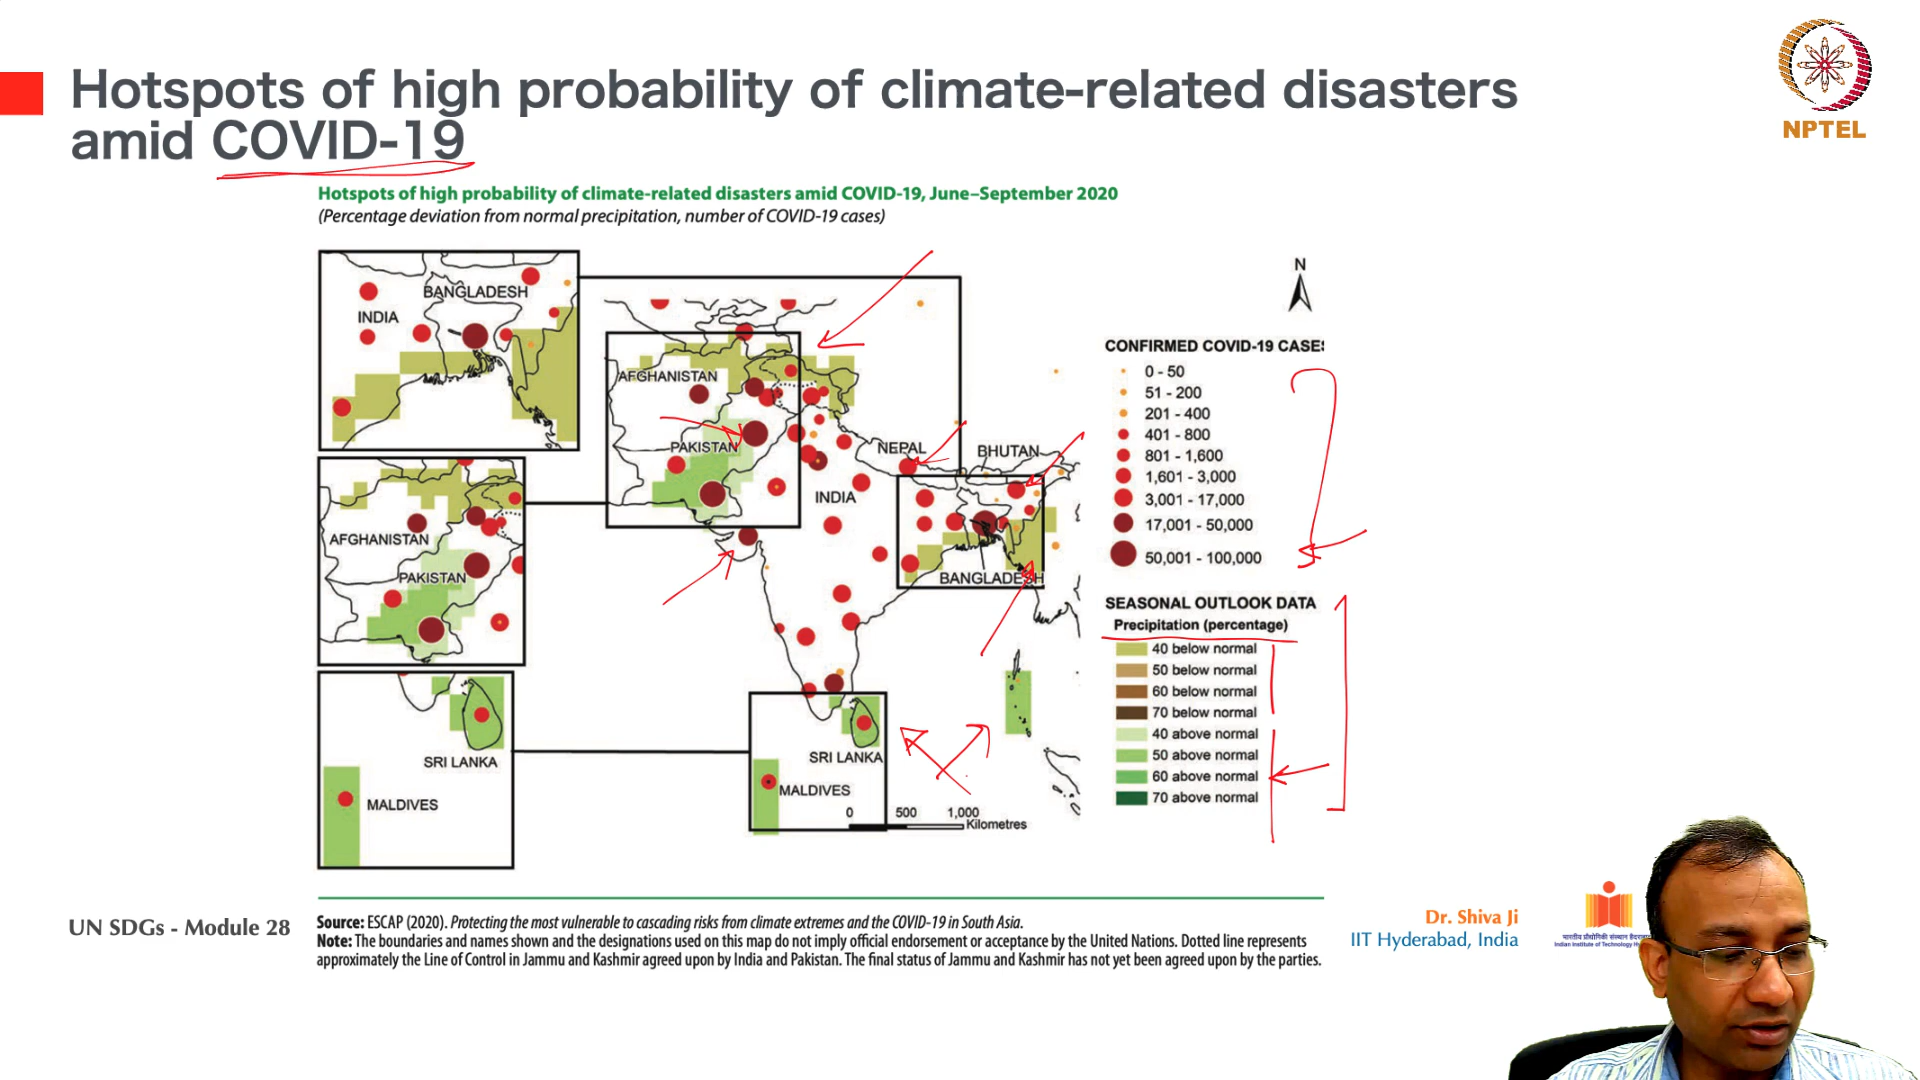 Hotspots of high probability of climate-related disasters
amid COVID-19
NPTEL
Hotspots of high probability of climate-related disasters amid COVID-19, June–September 2020
(Percentage deviation from normal precipitation, number of COVID-19 cases)
BANGLADESH
INDIA
AFGHANISTAN
PAKISTAN
SRI LANKA
MALDIVES
AFGHANISTAN
PAKISTAN
NEPAL
BHUTAN
INDIA
BANGLADESH
SRI LANKA
MALDIVES
0 500 1,000
Kilometres
N
CONFIRMED COVID-19 CASES
0 - 50
51 - 200
201 - 400
401 - 800
801 - 1,600
1,601 - 3,000
3,001 - 17,000
17,001 - 50,000
50,001 - 100,000
SEASONAL OUTLOOK DATA
Precipitation (percentage)
40 below normal
50 below normal
60 below normal
70 below normal
40 above normal
50 above normal
60 above normal
70 above normal
UN SDGs - Module 28
Source: ESCAP (2020). Protecting the most vulnerable to cascading risks from climate extremes and the COVID-19 in South Asia.
Note: The boundaries and names shown and the designations used on this map do not imply official endorsement or acceptance by the United Nations. Dotted line represents
approximately the Line of Control in Jammu and Kashmir agreed upon by India and Pakistan. The final status of Jammu and Kashmir has not yet been agreed upon by the parties.
Dr. Shiva Ji
IIT Hyderabad, India
भारतीय प्रौद्योगिकी संस्थान
Indian Institute of Technology